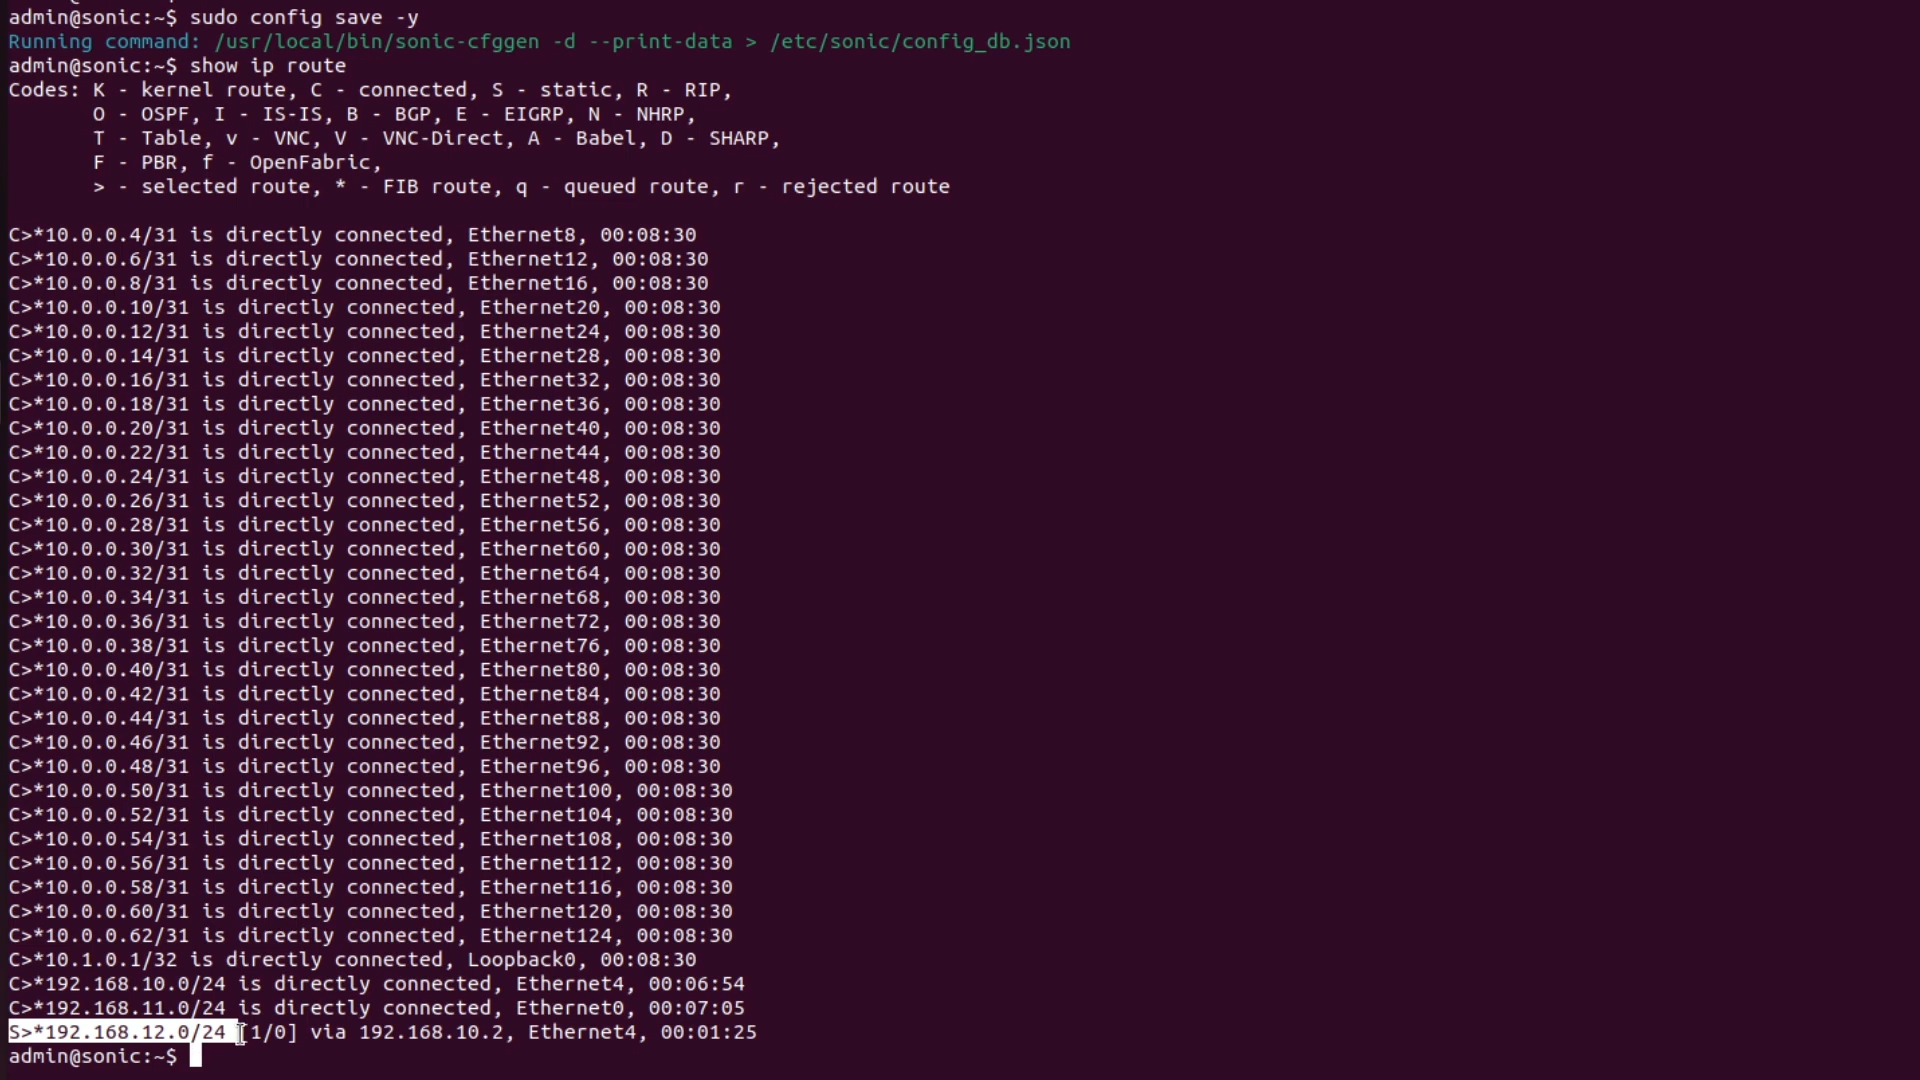 admin@sonic:~$ sudo config save -y
Running command: /usr/local/bin/sonic-cfggen -d --print-data > /etc/sonic/config_db.json
admin@sonic:~$ show ip route
Codes: K - kernel route, C - connected, S - static, R - RIP,
       O - OSPF, I - IS-IS, B - BGP, E - EIGRP, N - NHRP,
       T - Table, v - VNC, V - VNC-Direct, A - Babel, D - SHARP,
       F - PBR, f - OpenFabric,
       > - selected route, * - FIB route, q - queued route, r - rejected route
C>*10.0.0.4/31 is directly connected, Ethernet8, 00:08:30
C>*10.0.0.6/31 is directly connected, Ethernet12, 00:08:30
C>*10.0.0.8/31 is directly connected, Ethernet16, 00:08:30
C>*10.0.0.10/31 is directly connected, Ethernet20, 00:08:30
C>*10.0.0.12/31 is directly connected, Ethernet24, 00:08:30
C>*10.0.0.14/31 is directly connected, Ethernet28, 00:08:30
C>*10.0.0.16/31 is directly connected, Ethernet32, 00:08:30
C>*10.0.0.18/31 is directly connected, Ethernet36, 00:08:30
C>*10.0.0.20/31 is directly connected, Ethernet40, 00:08:30
C>*10.0.0.22/31 is directly connected, Ethernet44, 00:08:30
C>*10.0.0.24/31 is directly connected, Ethernet48, 00:08:30
C>*10.0.0.26/31 is directly connected, Ethernet52, 00:08:30
C>*10.0.0.28/31 is directly connected, Ethernet56, 00:08:30
C>*10.0.0.30/31 is directly connected, Ethernet60, 00:08:30
C>*10.0.0.32/31 is directly connected, Ethernet64, 00:08:30
C>*10.0.0.34/31 is directly connected, Ethernet68, 00:08:30
C>*10.0.0.36/31 is directly connected, Ethernet72, 00:08:30
C>*10.0.0.38/31 is directly connected, Ethernet76, 00:08:30
C>*10.0.0.40/31 is directly connected, Ethernet80, 00:08:30
C>*10.0.0.42/31 is directly connected, Ethernet84, 00:08:30
C>*10.0.0.44/31 is directly connected, Ethernet88, 00:08:30
C>*10.0.0.46/31 is directly connected, Ethernet92, 00:08:30
C>*10.0.0.48/31 is directly connected, Ethernet96, 00:08:30
C>*10.0.0.50/31 is directly connected, Ethernet100, 00:08:30
C>*10.0.0.52/31 is directly connected, Ethernet104, 00:08:30
C>*10.0.0.54/31 is directly connected, Ethernet108, 00:08:30
C>*10.0.0.56/31 is directly connected, Ethernet112, 00:08:30
C>*10.0.0.58/31 is directly connected, Ethernet116, 00:08:30
C>*10.0.0.60/31 is directly connected, Ethernet120, 00:08:30
C>*10.0.0.62/31 is directly connected, Ethernet124, 00:08:30
C>*10.1.0.1/32 is directly connected, Loopback0, 00:08:30
C>*192.168.10.0/24 is directly connected, Ethernet4, 00:06:54
C>*192.168.11.0/24 is directly connected, Ethernet0, 00:07:05
S>*192.168.12.0/24 [1/0] via 192.168.10.2, Ethernet4, 00:01:25
admin@sonic:~$